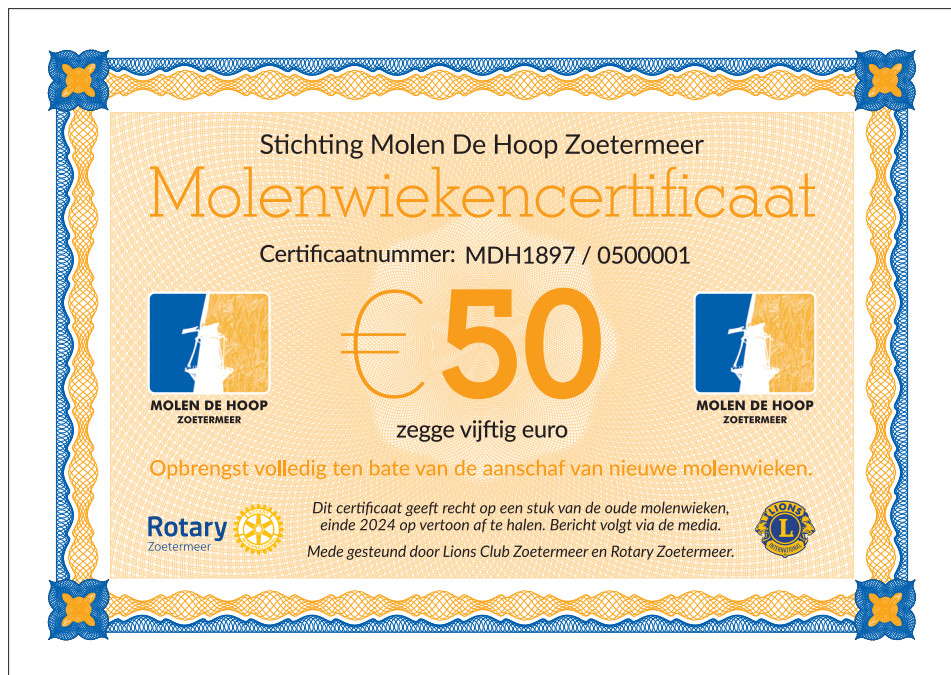 Stichting Molen De Hoop Zoetermeer
Molenwiekencertificaat
Certificaatnummer: MDH1897 / 0500001
€50
MOLEN DE HOOP
ZOETERMEER
MOLEN DE HOOP
ZOETERMEER
zegge vijftig euro
Opbrengst volledig ten bate van de aanschaf van nieuwe molenwieken.
Rotary
Zoetermeer
Dit certificaat geeft recht op een stuk van de oude molenwieken,
einde 2024 op vertoon af te halen. Bericht volgt via de media.
Mede gesteund door Lions Club Zoetermeer en Rotary Zoetermeer.
LIONS
L
INTERNATIONAL